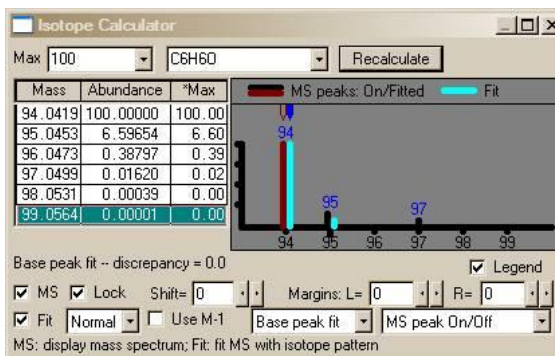 Isotope Calculator
Max 100 C6H6O Recalculate
Mass Abundance *Max
94.0419 100.00000 100.00
95.0453 6.59654 6.60
96.0473 0.38797 0.39
97.0499 0.01620 0.02
98.0531 0.00039 0.00
99.0564 0.00001 0.00
MS peaks: On/Fitted Fit
94
95 97
94 95 96 97 98 99
Base peak fit -- discrepancy = 0.0
Legend
MS Lock Shift= 0 Margins: L= 0 R= 0
Fit Normal Use M-1 Base peak fit MS peak On/Off
MS: display mass spectrum; Fit: fit MS with isotope pattern